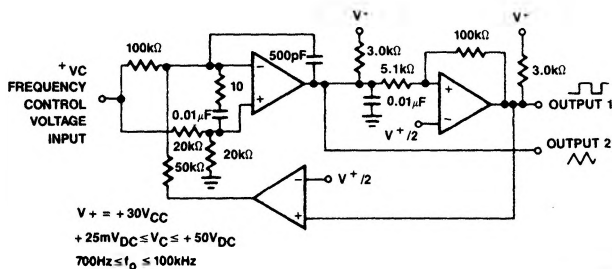 V+
V+
100kΩ
500pF
3.0kΩ
100kΩ
3.0kΩ
+VC
FREQUENCY
CONTROL
VOLTAGE
INPUT
10
0.01µF
5.1kΩ
0.01µF
V+/2
OUTPUT 1
OUTPUT 2
20kΩ
20kΩ
50kΩ
V+/2
V+ = +30VCC
+25mVDC ≤ VC ≤ +50VDC
700Hz ≤ fo ≤ 100kHz